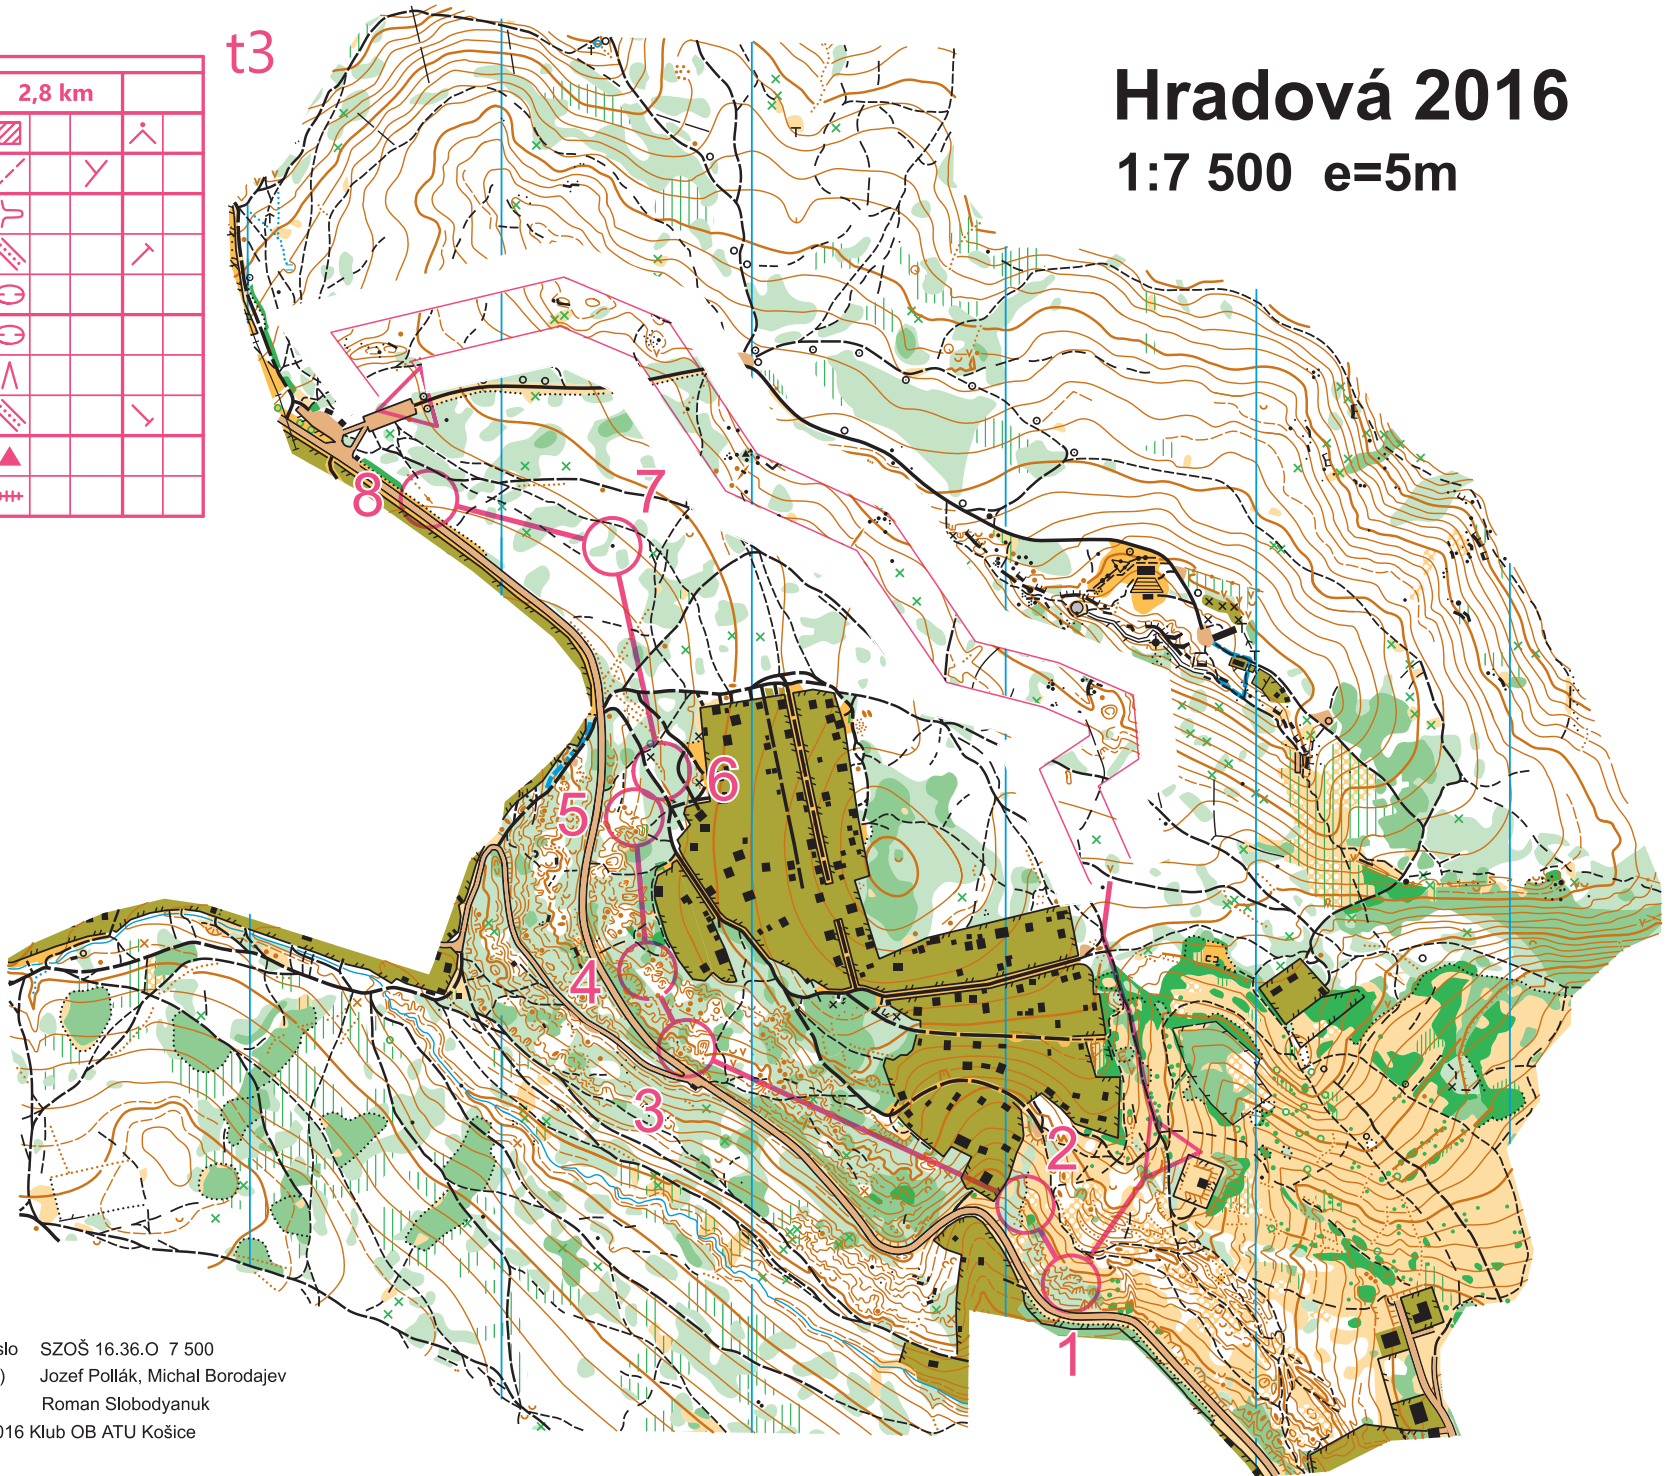 t3
Hradová 2016
1:7 500 e=5m
2,8 km
7
8
6
5
4
3
2
1
slo SZOŠ 16.36.O 7 500
) Jozef Pollák, Michal Borodajev
Roman Slobodyanuk
016 Klub OB ATU Košice